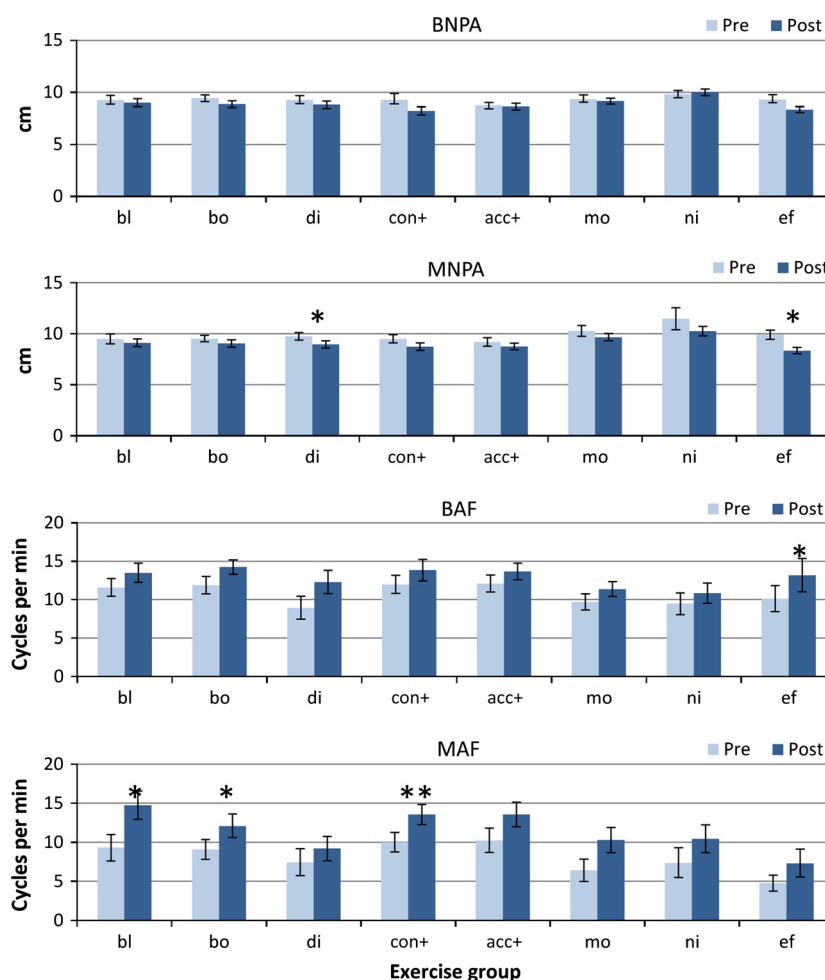 BNPA
Pre Post
15
10
5
0
cm
bl bo di con+ acc+ mo ni ef
MNPA
Pre Post
15
10
5
0
cm
* *
bl bo di con+ acc+ mo ni ef
BAF
Pre Post
20
15
10
5
0
Cycles per min
*
bl bo di con+ acc+ mo ni ef
MAF
Pre Post
20
15
10
5
0
Cycles per min
* * **
bl bo di con+ acc+ mo ni ef
Exercise group